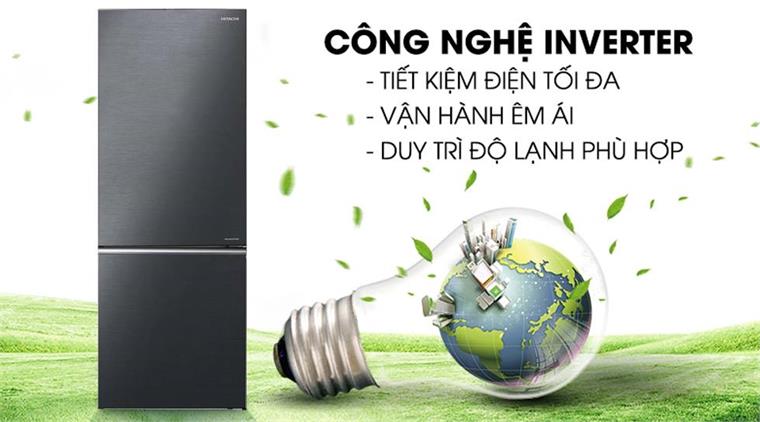 HITACHI
CÔNG NGHỆ INVERTER
- TIẾT KIỆM ĐIỆN TỐI ĐA
- VẬN HÀNH ÊM ÁI
- DUY TRÌ ĐỘ LẠNH PHÙ HỢP